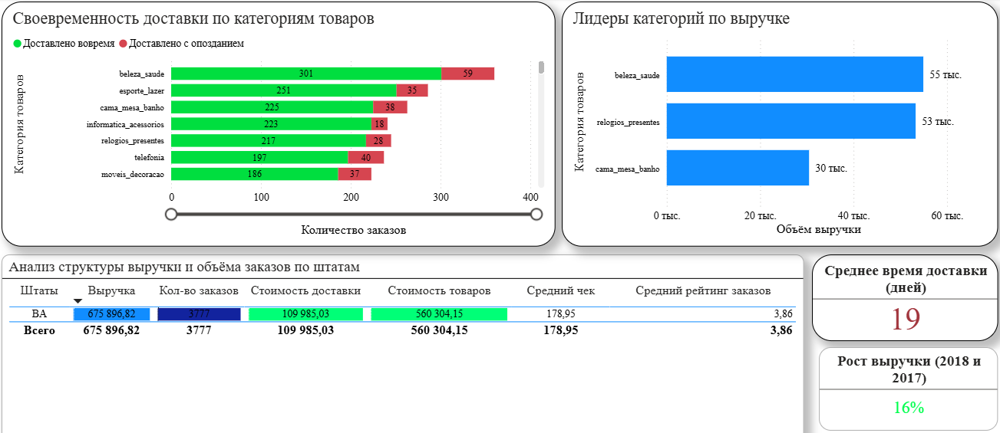 Своевременность доставки по категориям товаров
Доставлено вовремя Доставлено с опозданием
Категория товаров
beleza_saude 301 59
esporte_lazer 251 35
cama_mesa_banho 225 38
informatica_acessorios 223 18
relogios_presentes 217 28
telefonia 197 40
moveis_decoracao 186 37
0 100 200 300 400
Количество заказов
Лидеры категорий по выручке
Категория товаров
beleza_saude 55 тыс.
relogios_presentes 53 тыс.
cama_mesa_banho 30 тыс.
0 тыс. 20 тыс. 40 тыс. 60 тыс.
Объём выручки
Анализ структуры выручки и объёма заказов по штатам
Штаты Выручка Кол-во заказов Стоимость доставки Стоимость товаров Средний чек Средний рейтинг заказов
BA 675 896,82 3777 109 985,03 560 304,15 178,95 3,86
Всего 675 896,82 3777 109 985,03 560 304,15 178,95 3,86
Среднее время доставки
(дней)
19
Рост выручки (2018 и
2017)
16%